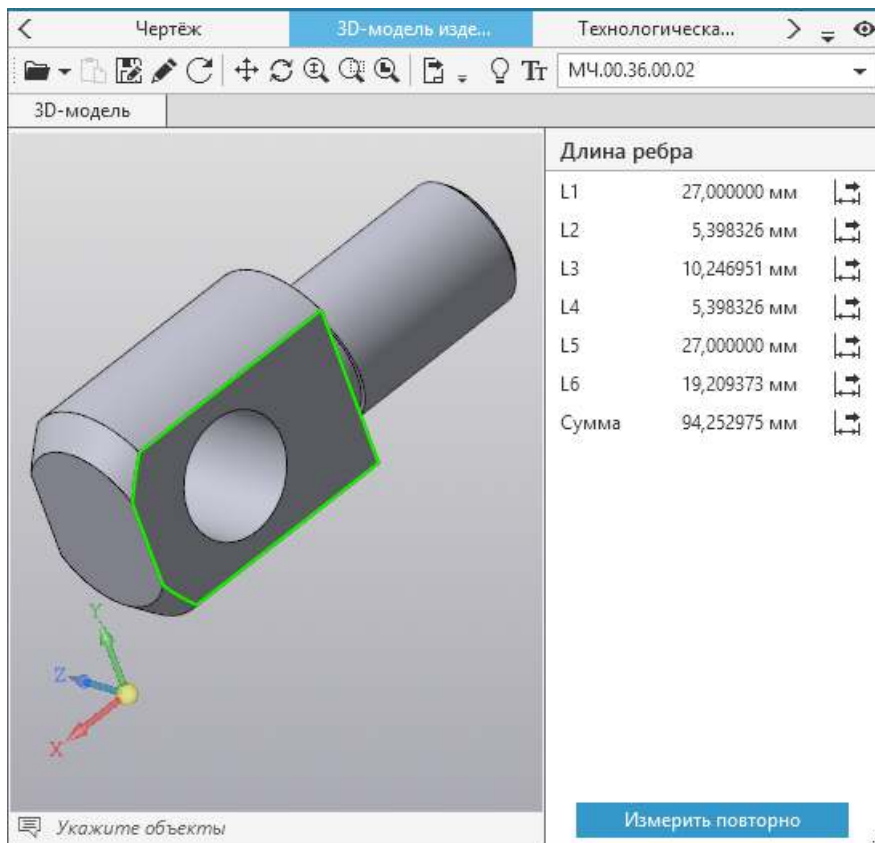 Чертёж 3D-модель изде... Технологическа...
Тт МЧ.00.36.00.02
3D-модель
Длина ребра
L1 27,000000 мм
L2 5,398326 мм
L3 10,246951 мм
L4 5,398326 мм
L5 27,000000 мм
L6 19,209373 мм
Сумма 94,252975 мм
Y
Z
X
Укажите объекты
Измерить повторно